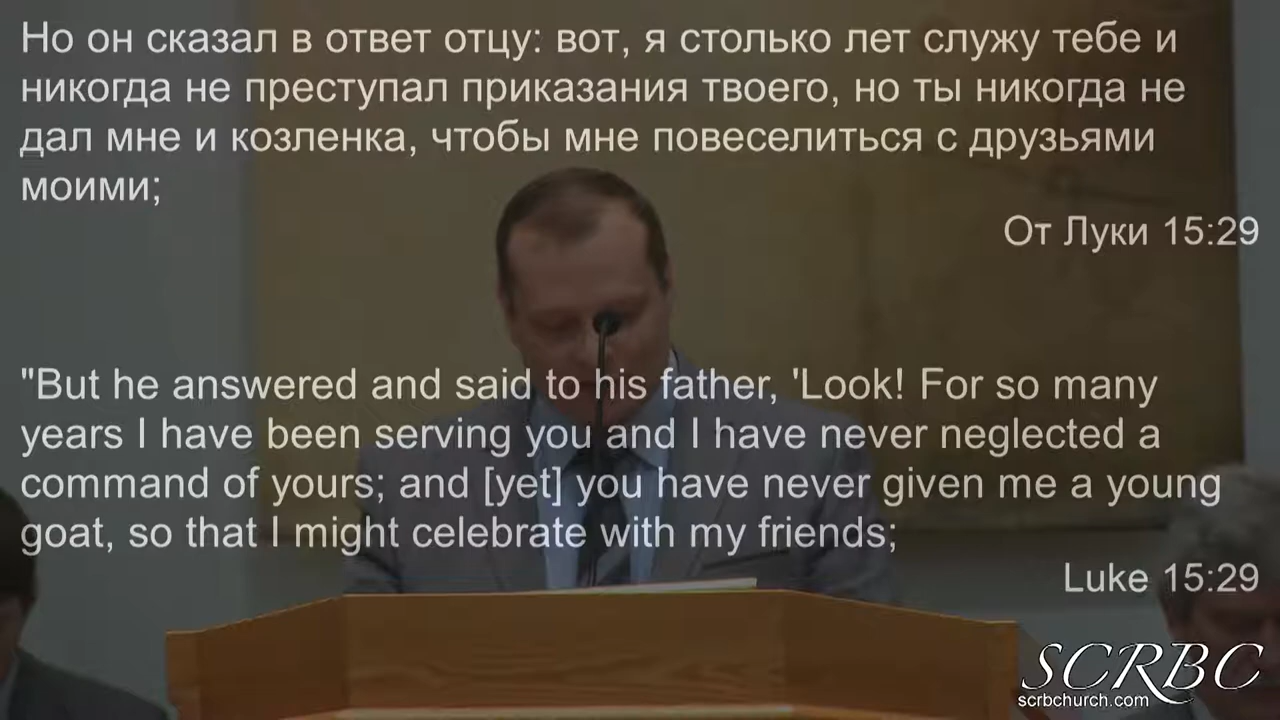 Но он сказал в ответ отцу: вот, я столько лет служу тебе и
никогда не преступал приказания твоего, но ты никогда не
дал мне и козленка, чтобы мне повеселиться с друзьями
моими;
От Луки 15:29
"But he answered and said to his father, 'Look! For so many
years I have been serving you and I have never neglected a
command of yours; and [yet] you have never given me a young
goat, so that I might celebrate with my friends;
Luke 15:29
SCRBC
scrbchurch.com